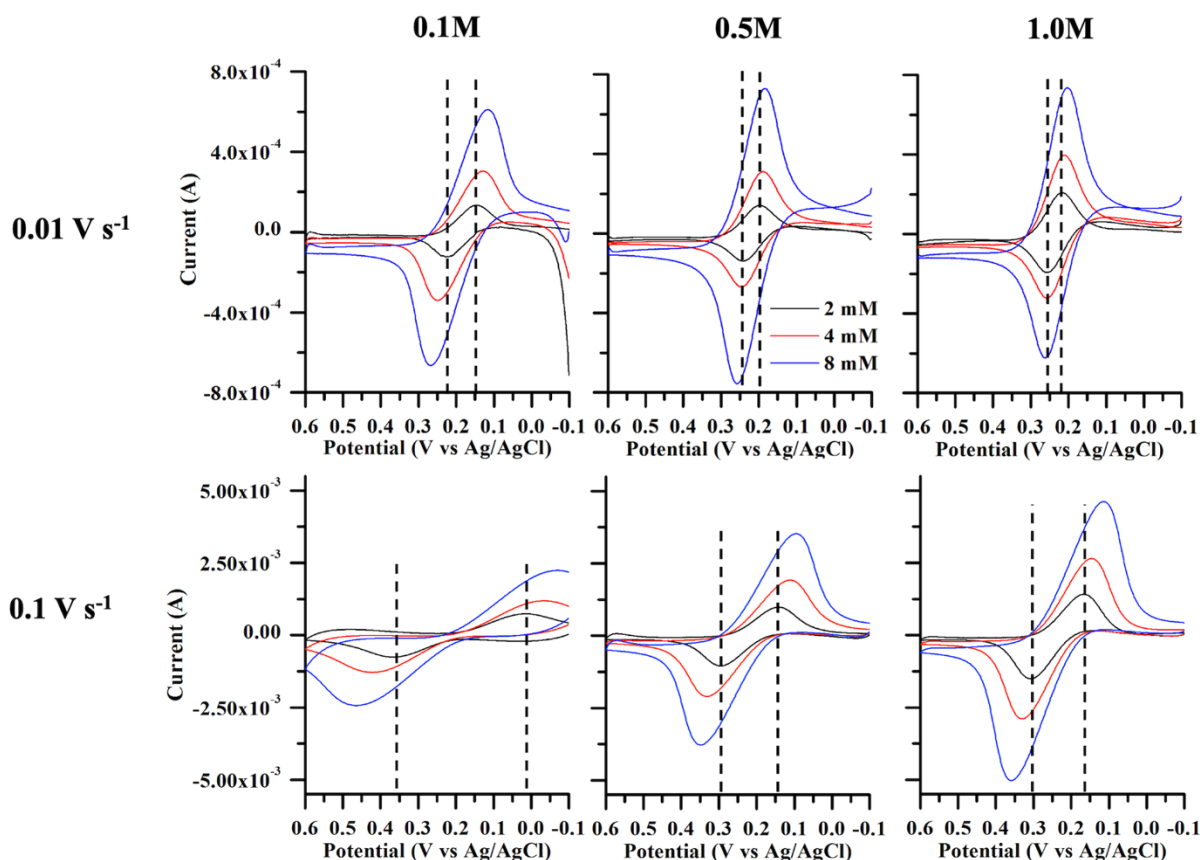 0.1M 0.5M 1.0M
0.01 V s⁻¹
Current (A)
8.0x10⁻⁴
4.0x10⁻⁴
0.0
-4.0x10⁻⁴
-8.0x10⁻⁴
2 mM
4 mM
8 mM
0.6 0.5 0.4 0.3 0.2 0.1 0.0 -0.1
Potential (V vs Ag/AgCl)
0.6 0.5 0.4 0.3 0.2 0.1 0.0 -0.1
Potential (V vs Ag/AgCl)
0.6 0.5 0.4 0.3 0.2 0.1 0.0 -0.1
Potential (V vs Ag/AgCl)
0.1 V s⁻¹
Current (A)
5.00x10⁻³
2.50x10⁻³
0.00
-2.50x10⁻³
-5.00x10⁻³
0.6 0.5 0.4 0.3 0.2 0.1 0.0 -0.1
Potential (V vs Ag/AgCl)
0.6 0.5 0.4 0.3 0.2 0.1 0.0 -0.1
Potential (V vs Ag/AgCl)
0.6 0.5 0.4 0.3 0.2 0.1 0.0 -0.1
Potential (V vs Ag/AgCl)